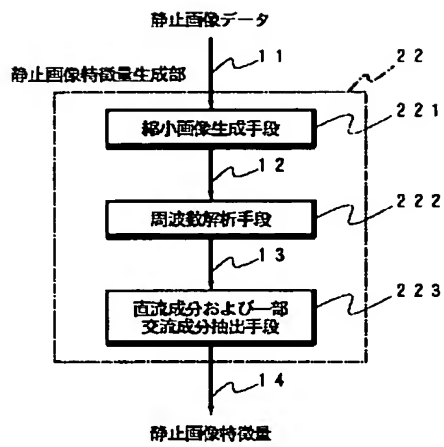 静止画像データ
11
静止画像特徴量生成部
22
縮小画像生成手段
221
12
周波数解析手段
222
13
直流成分および一部
交流成分抽出手段
223
14
静止画像特徴量